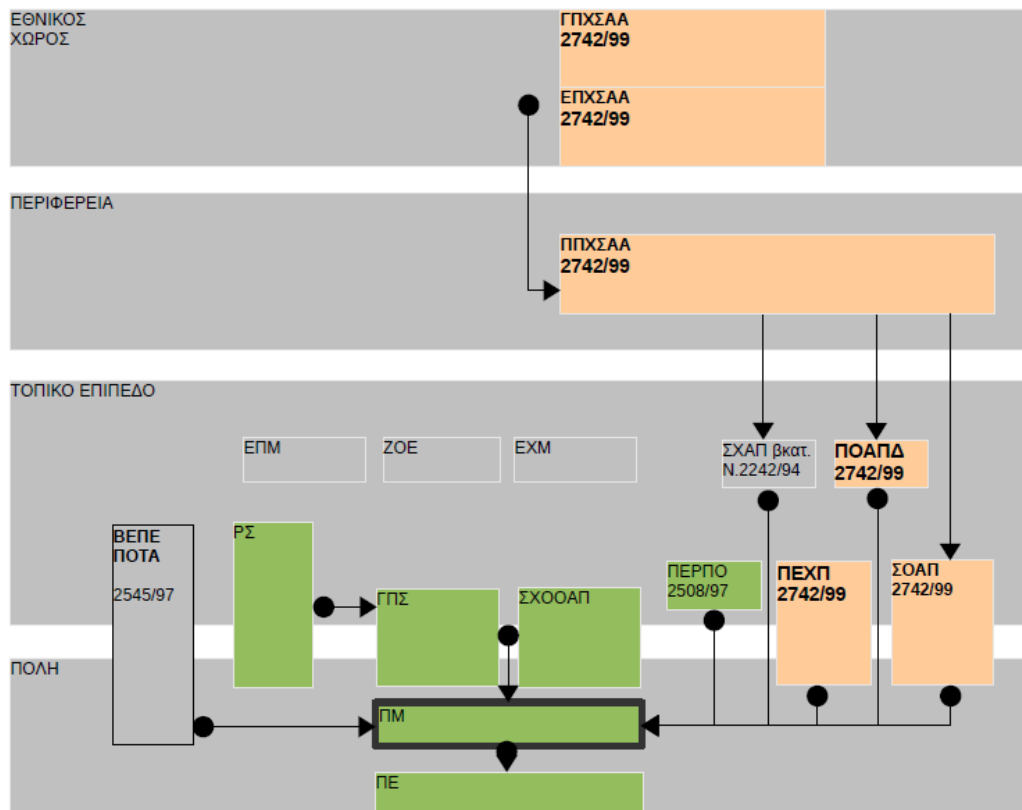 ΕΘΝΙΚΟΣ
ΧΩΡΟΣ
ΓΠΧΣΑΑ
2742/99
ΕΠΧΣΑΑ
2742/99
ΠΕΡΙΦΕΡΕΙΑ
ΠΠΧΣΑΑ
2742/99
ΤΟΠΙΚΟ ΕΠΙΠΕΔΟ
ΕΠΜ
ΖΟΕ
ΕΧΜ
ΣΧΑΠ βκατ.
Ν.2242/94
ΠΟΑΠΔ
2742/99
ΒΕΠΕ
ΠΟΤΑ
2545/97
ΡΣ
ΓΠΣ
ΣΧΟΟΑΠ
ΠΕΡΠΟ
2508/97
ΠΕΧΠ
2742/99
ΣΟΑΠ
2742/99
ΠΟΛΗ
ΠΜ
ΠΕ